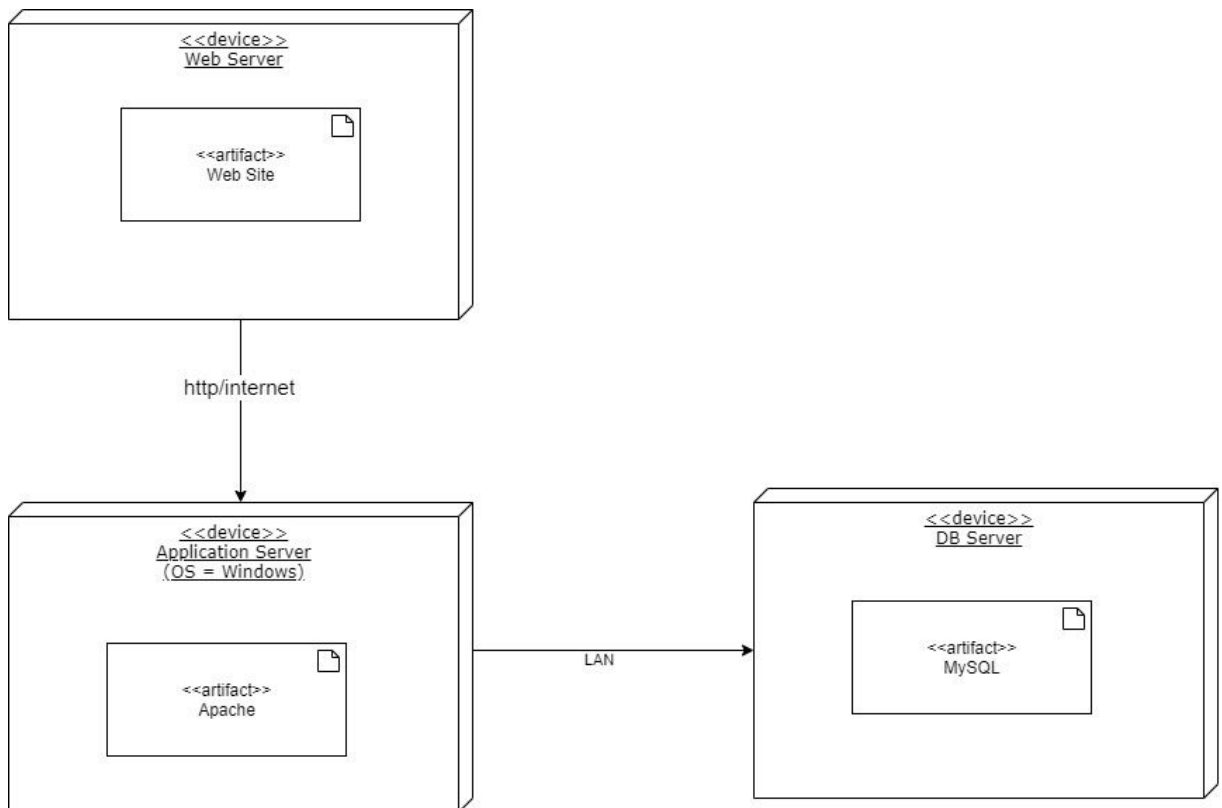 <<device>>
Web Server
<<artifact>>
Web Site
http/internet
<<device>>
Application Server
(OS = Windows)
<<artifact>>
Apache
LAN
<<device>>
DB Server
<<artifact>>
MySQL